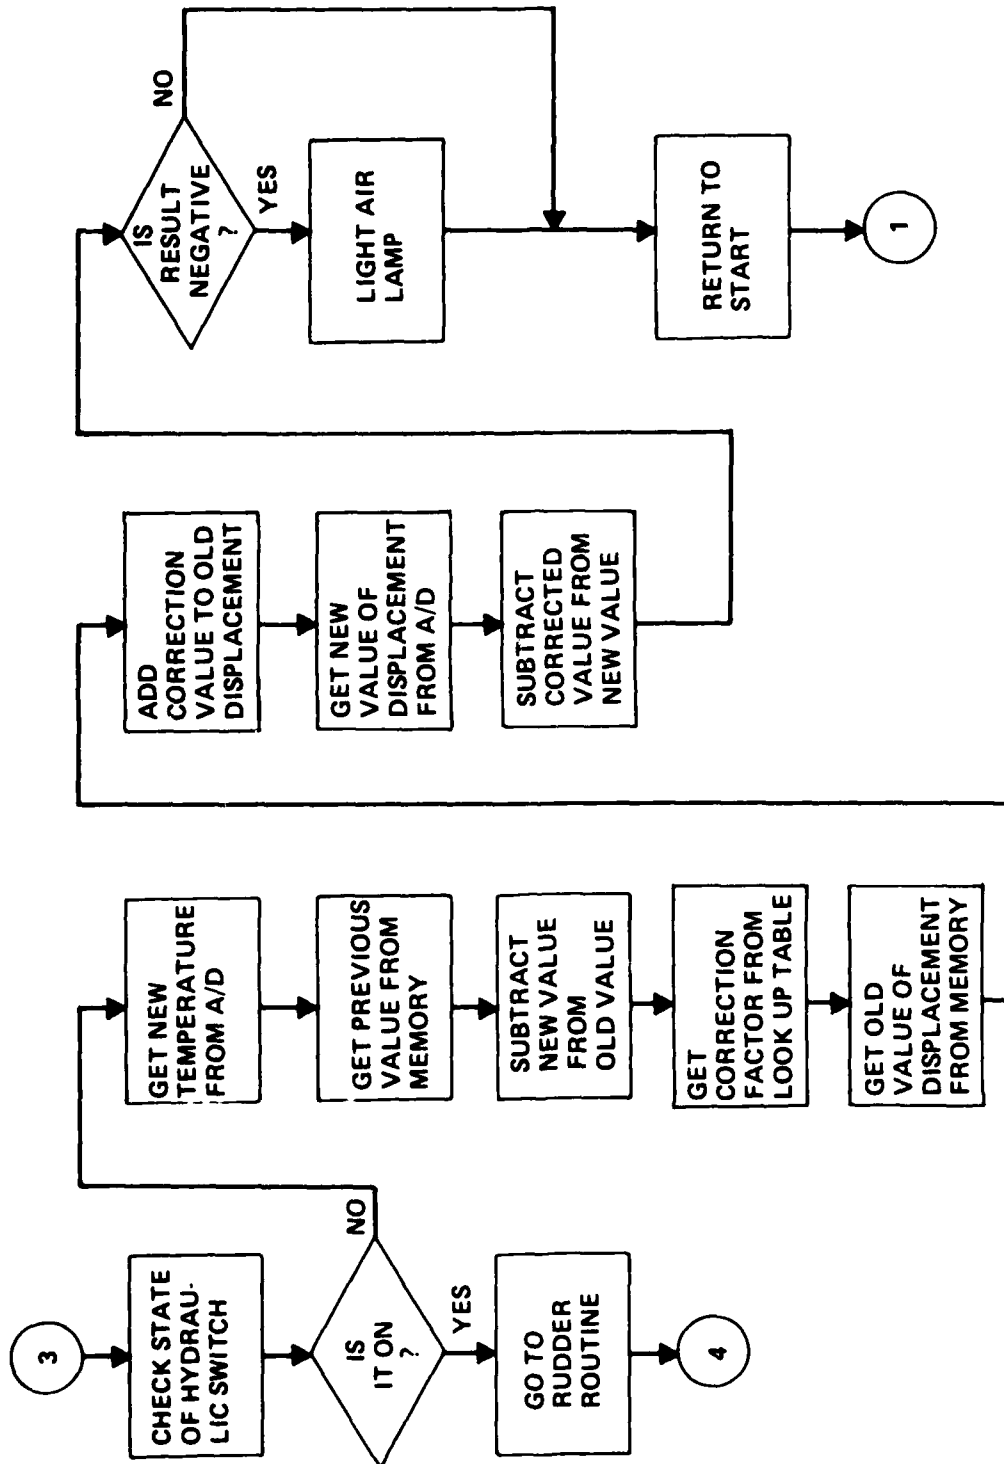 3
CHECK STATE
OF HYDRAU-
LIC SWITCH
IS
IT ON
?
NO
YES
GO TO
RUDDER
ROUTINE
4
GET NEW
TEMPERATURE
FROM A/D
GET PREVIOUS
VALUE FROM
MEMORY
SUBTRACT
NEW VALUE
FROM
OLD VALUE
GET
CORRECTION
FACTOR FROM
LOOK UP TABLE
GET OLD
VALUE OF
DISPLACEMENT
FROM MEMORY
ADD
CORRECTION
VALUE TO OLD
DISPLACEMENT
GET NEW
VALUE OF
DISPLACEMENT
FROM A/D
SUBTRACT
CORRECTED
VALUE FROM
NEW VALUE
IS
RESULT
NEGATIVE
?
NO
YES
LIGHT AIR
LAMP
RETURN TO
START
1